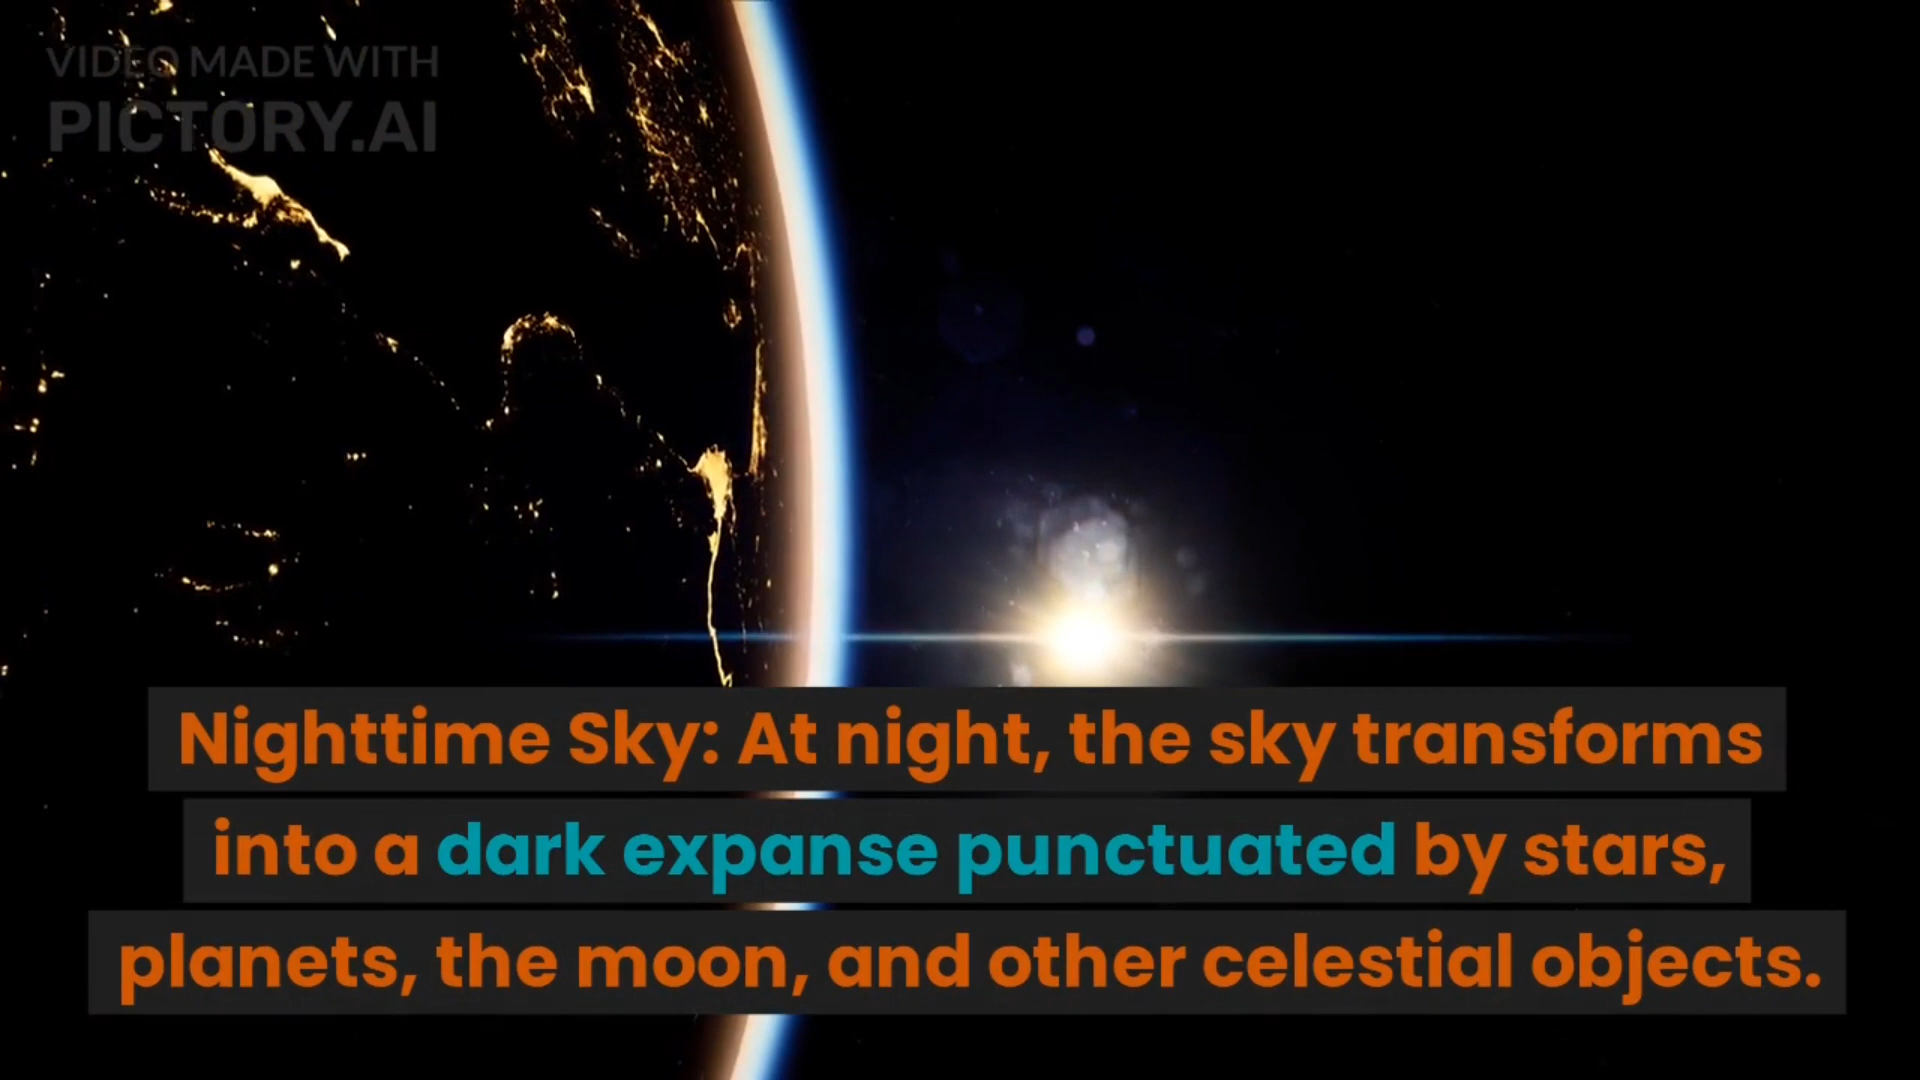 VIDEO MADE WITH
PICTORY.AI
Nighttime Sky: At night, the sky transforms
into a dark expanse punctuated by stars,
planets, the moon, and other celestial objects.